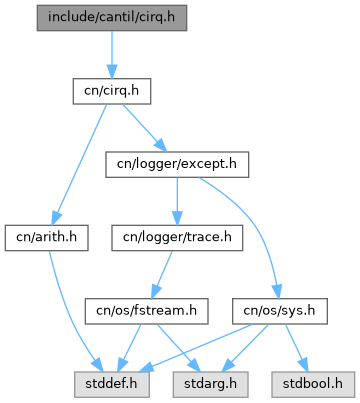 include/cantil/cirq.h
cn/cirq.h
cn/logger/except.h
cn/arith.h
cn/logger/trace.h
cn/os/fstream.h
cn/os/sys.h
stddef.h
stdarg.h
stdbool.h